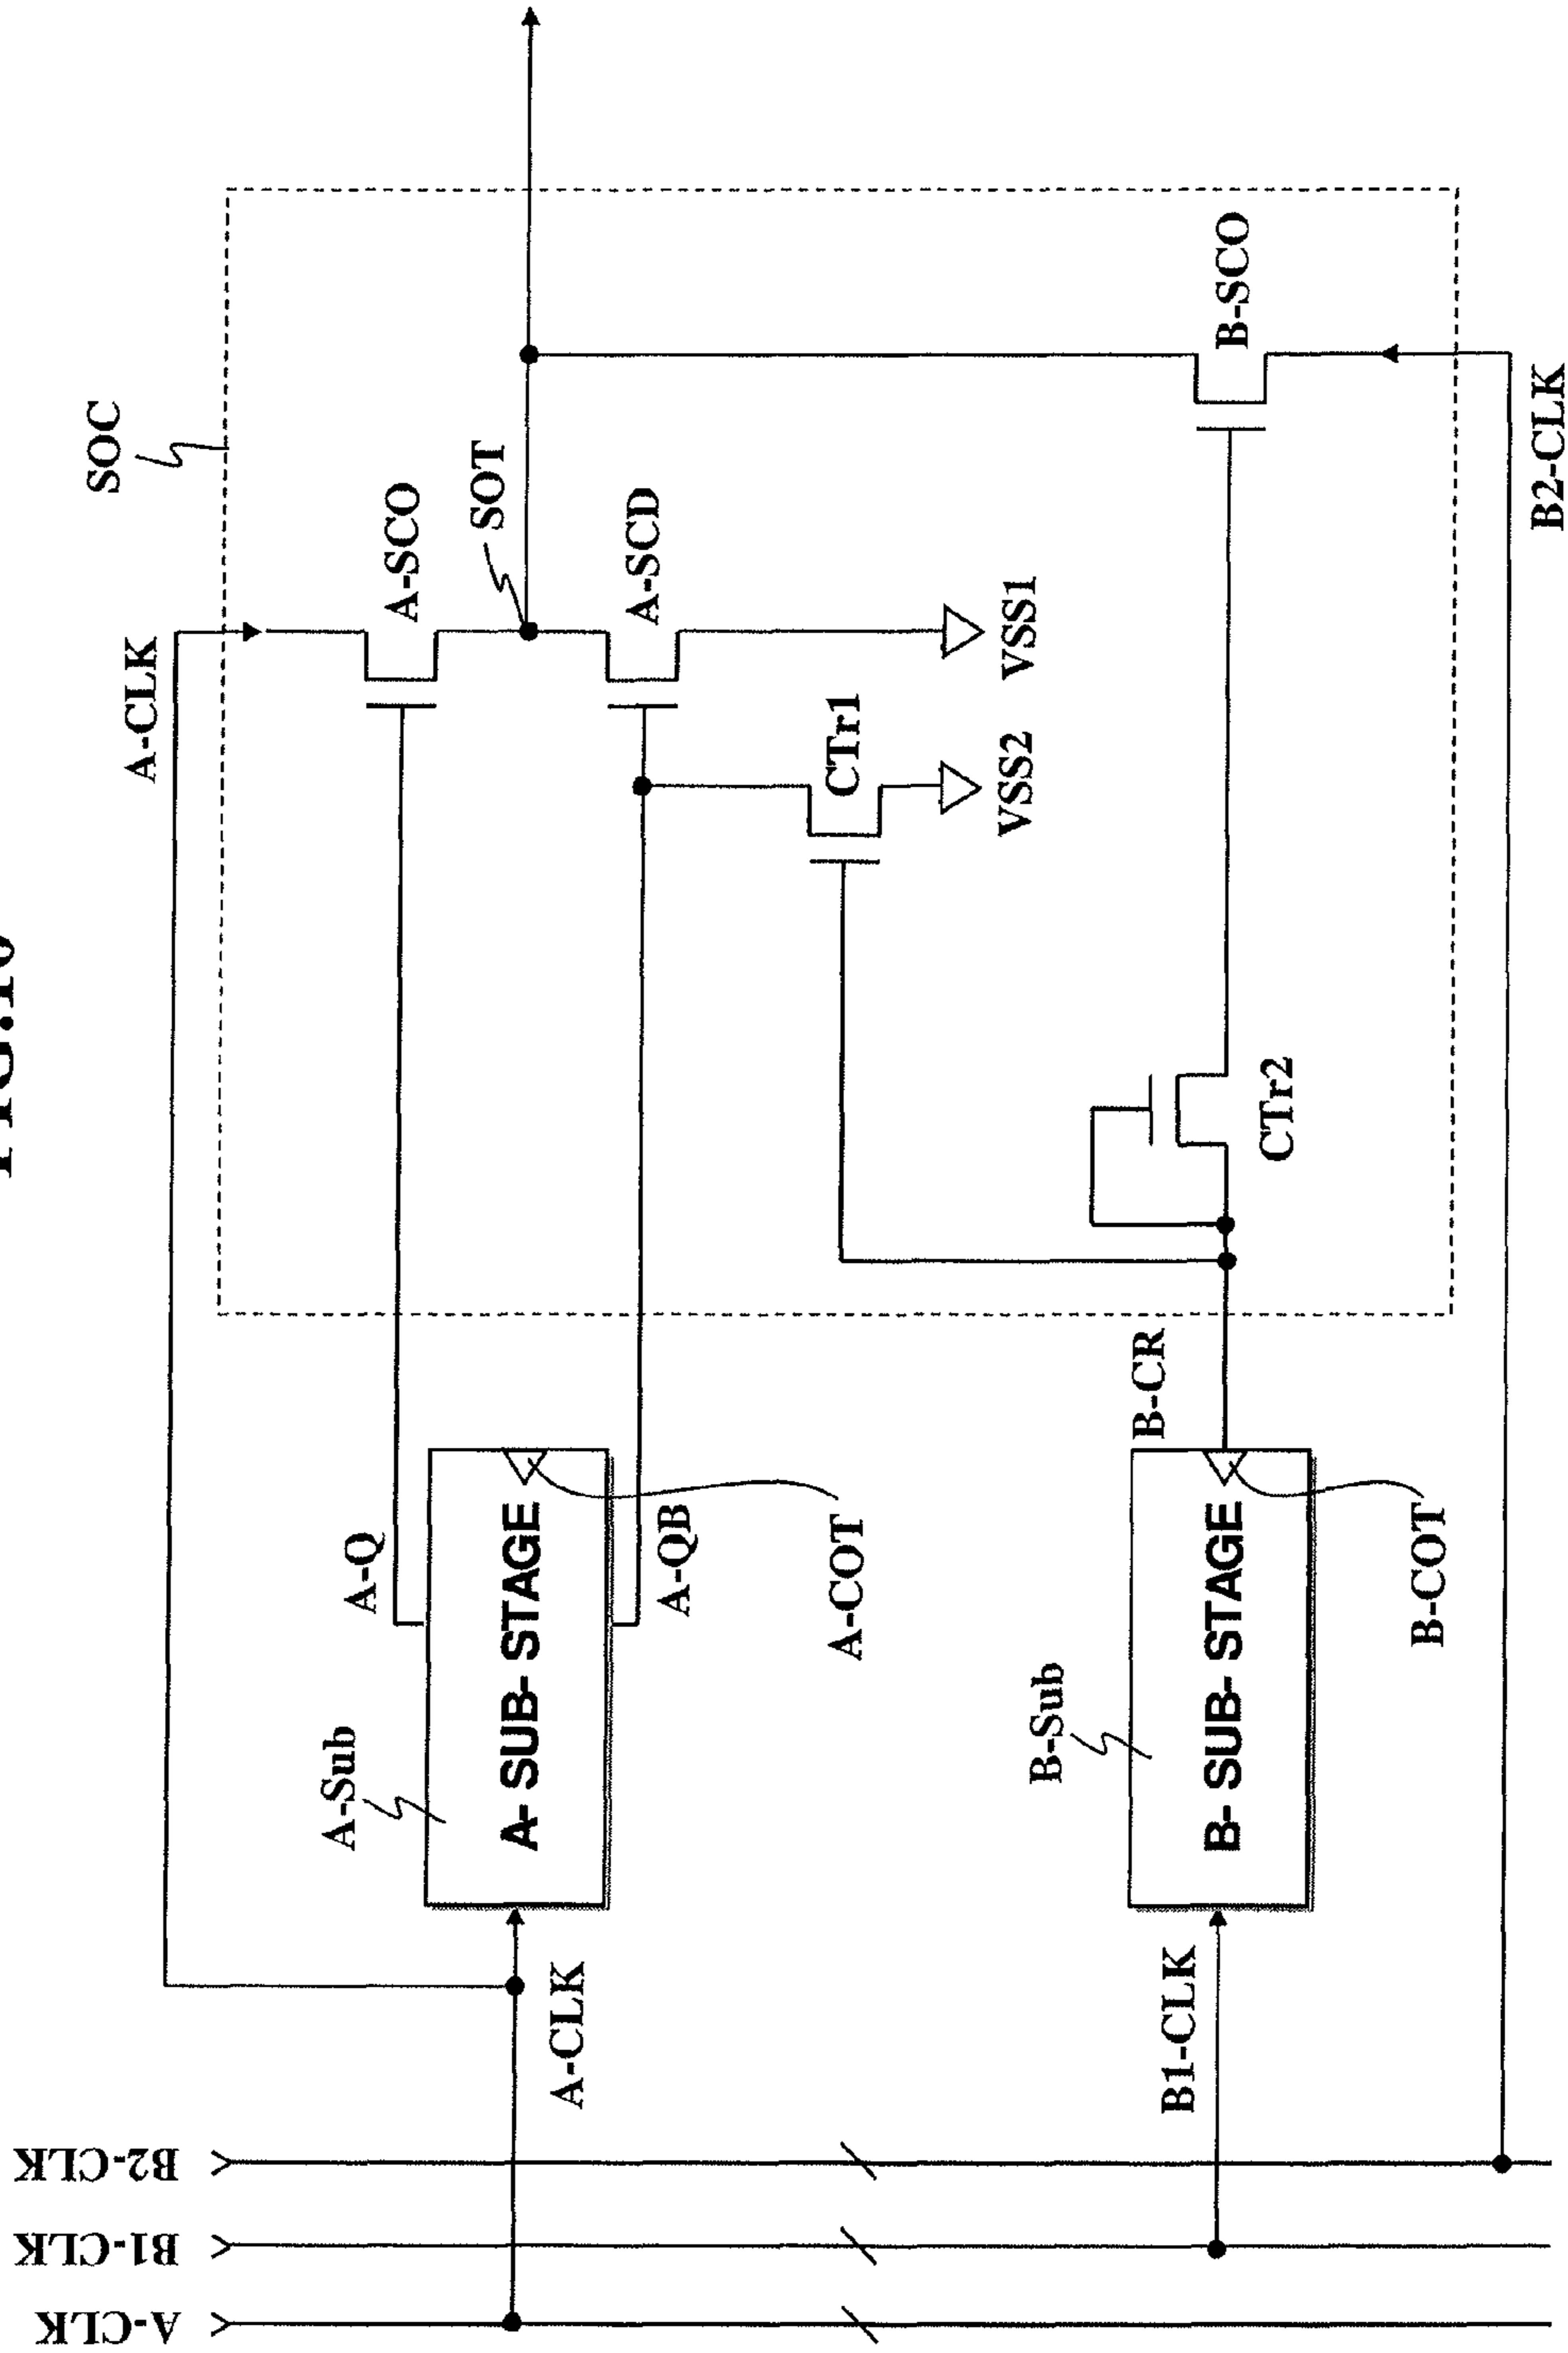 SOC
A-CLK
A-SCO
SOT
A-SCD
VSS1
CTr1
VSS2
B-SCO
B2-CLK
CTr2
A-Q
A-QB
A-Sub
A- SUB- STAGE
A-COT
A-CLK
B-CR
B-Sub
B- SUB- STAGE
B-COT
B1-CLK
B2-CLK
B1-CLK
A-CLK